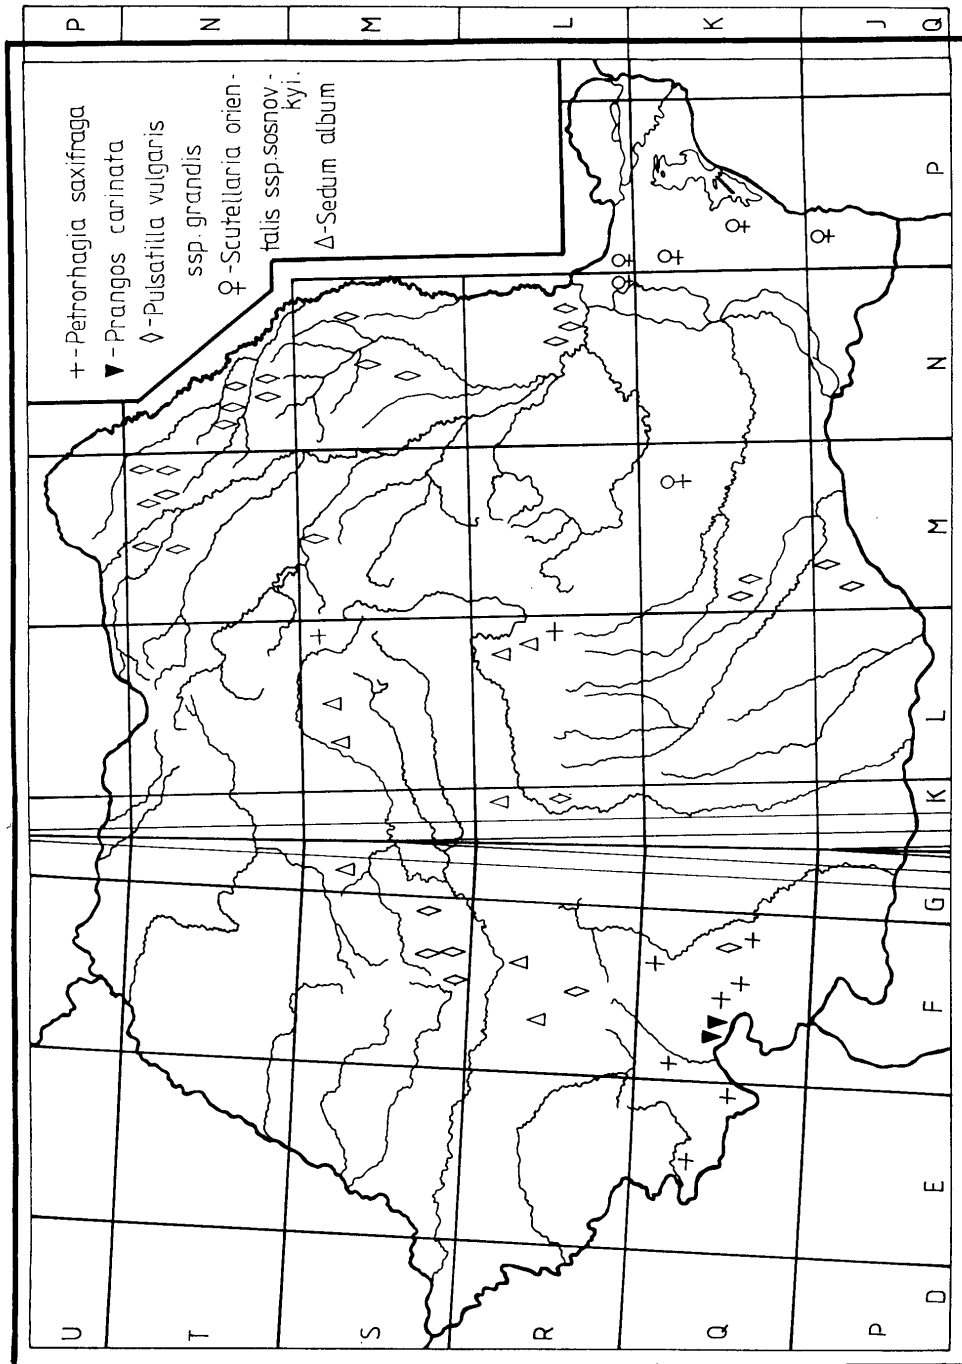 +-Petrorhagia saxifraga
▼-Prangos carinata
◊-Pulsatilla vulgaris
ssp. grandis
♀-Scutellaria orien-
talis ssp. sosnov-
kyi.
Δ-Sedum album
P N M L K J Q
P
N
M
L
K
G
F
E
D
U T S R Q P